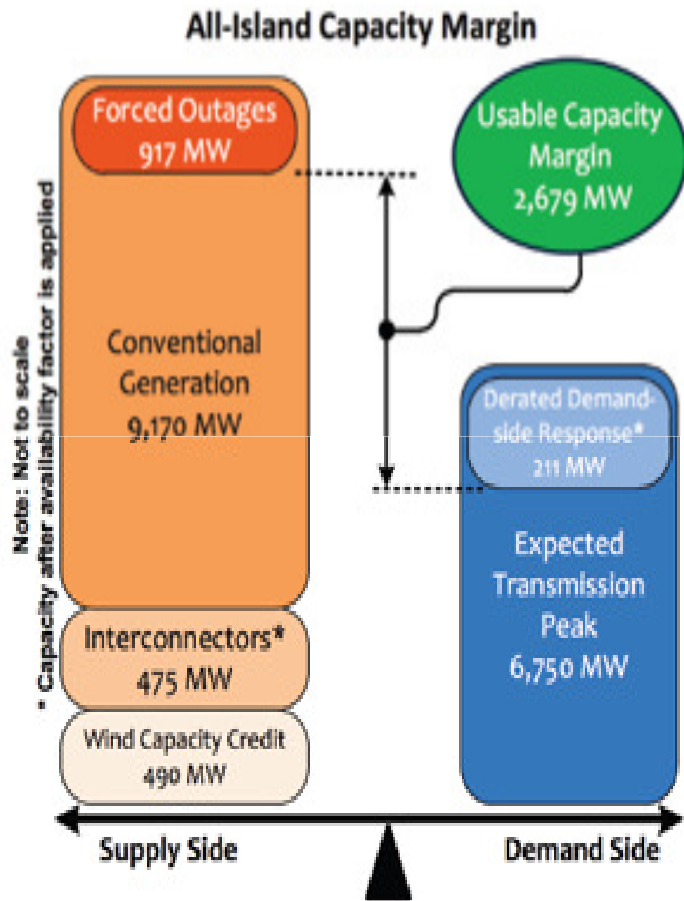 All-Island Capacity Margin
Forced Outages
917 MW
Usable Capacity
Margin
2,679 MW
Note: Not to scale
* Capacity after availability factor is applied
Conventional
Generation
9,170 MW
Derated Demand-
side Response*
211 MW
Expected
Transmission
Peak
6,750 MW
Interconnectors*
475 MW
Wind Capacity Credit
490 MW
Supply Side
Demand Side